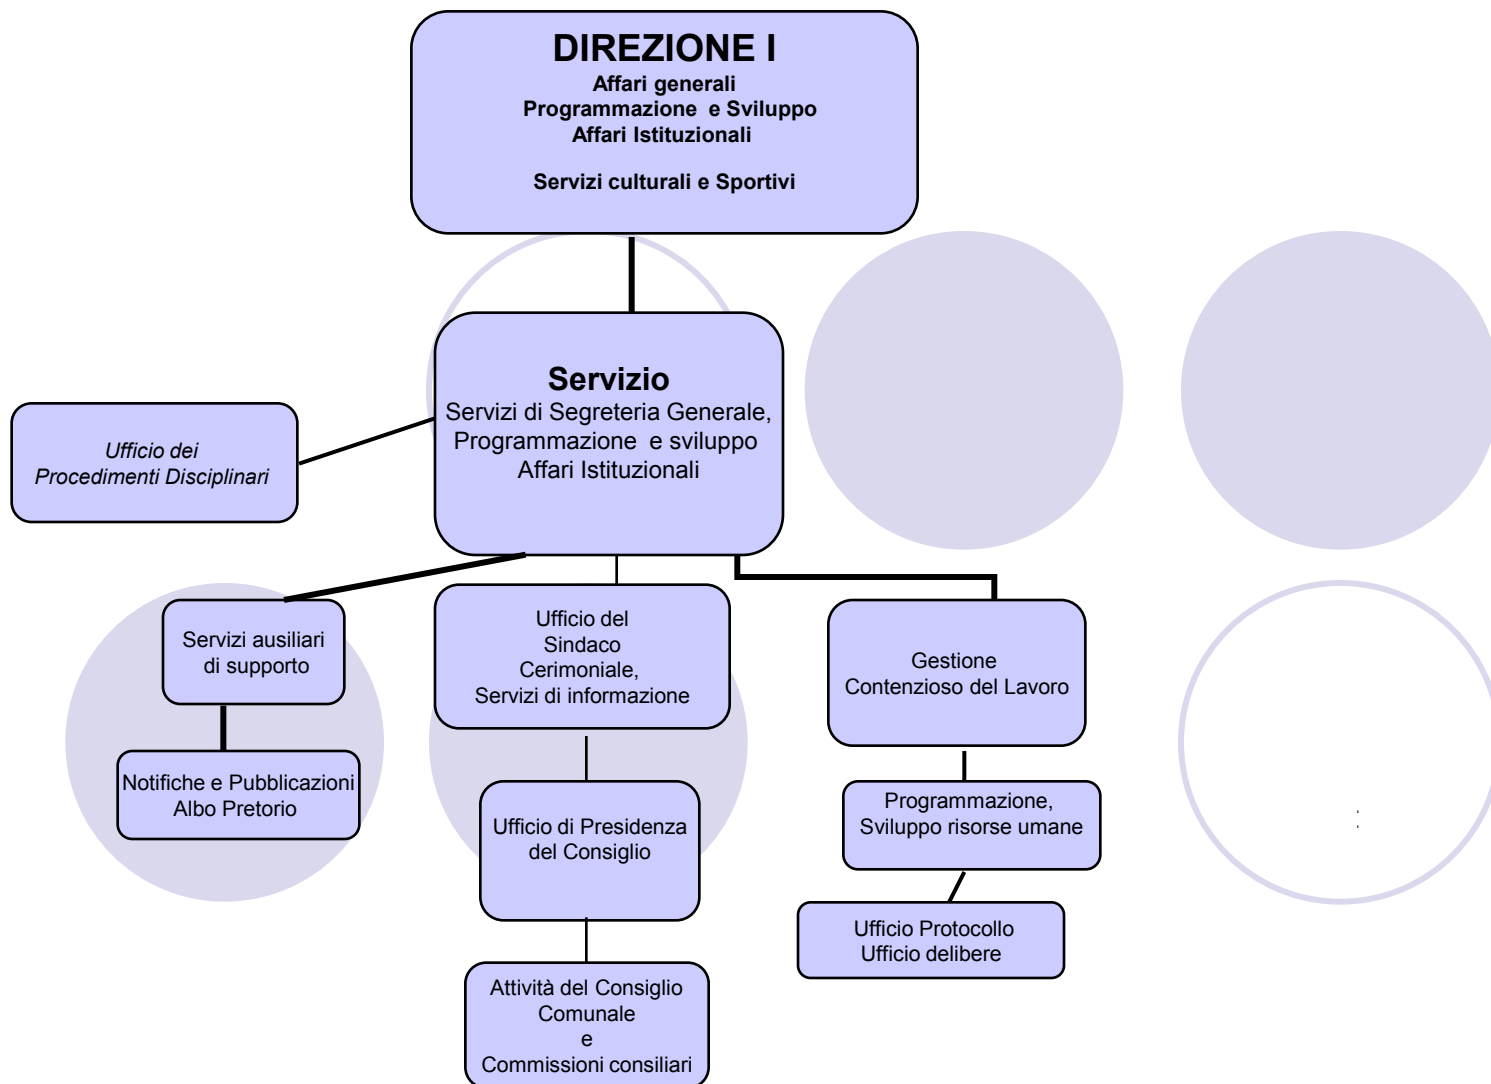 DIREZIONE I
Affari generali
Programmazione e Sviluppo
Affari Istituzionali
Servizi culturali e Sportivi
Servizio
Servizi di Segreteria Generale,
Programmazione e sviluppo
Affari Istituzionali
Ufficio dei
Procedimenti Disciplinari
Servizi ausiliari
di supporto
Notifiche e Pubblicazioni
Albo Pretorio
Ufficio del
Sindaco
Cerimoniale,
Servizi di informazione
Ufficio di Presidenza
del Consiglio
Attività del Consiglio
Comunale
e
Commissioni consiliari
Gestione
Contenzioso del Lavoro
Programmazione,
Sviluppo risorse umane
Ufficio Protocollo
Ufficio delibere
: